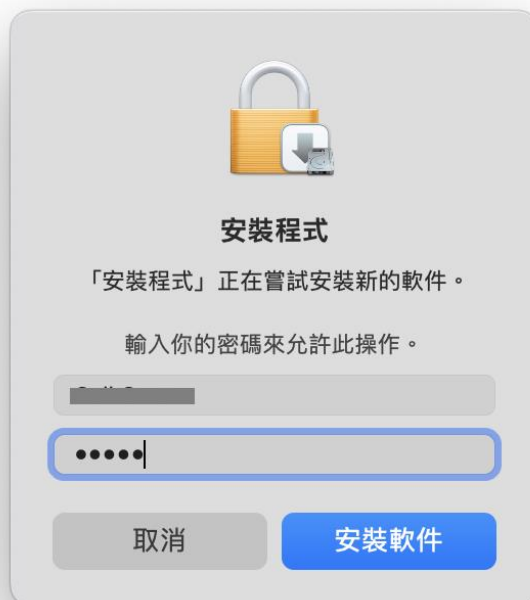 安裝程式
「安裝程式」正在嘗試安裝新的軟件。
輸入你的密碼來允許此操作。
•••••
取消
安裝軟件